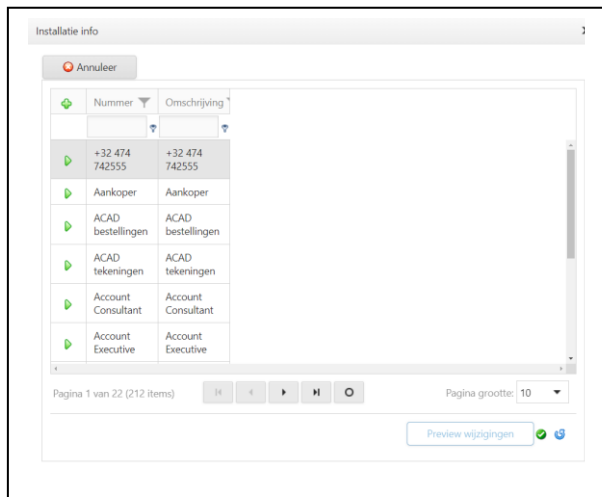 Installatie info
Annuleer
Nummer Omschrijving
+32 474 +32 474
742555 742555
Aankoper Aankoper
ACAD ACAD
bestellingen bestellingen
ACAD ACAD
tekeningen tekeningen
Account Account
Consultant Consultant
Account Account
Executive Executive
Pagina 1 van 22 (212 items) Pagina grootte: 10
Preview wijzigingen